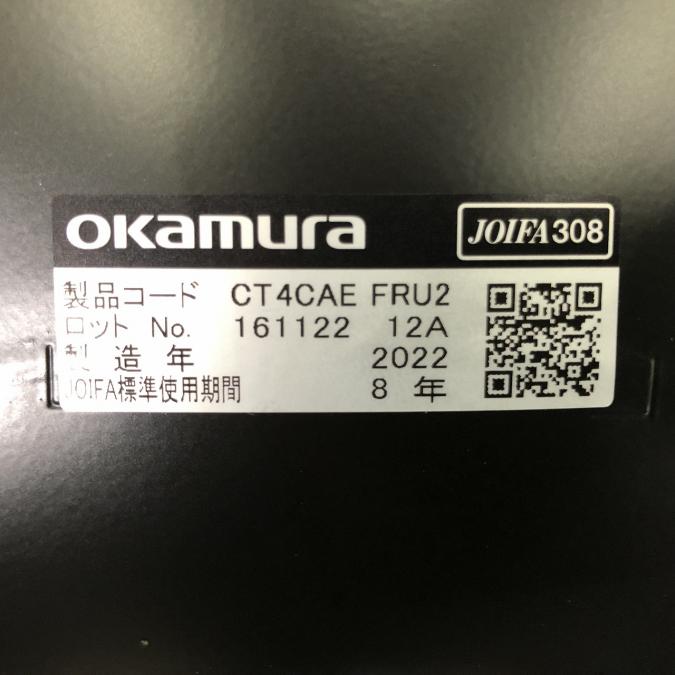 okamura
JOIFA308
製品コード CT4CAE FRU2
ロット No. 161122 12A
製造年 2022
JOIFA標準使用期間 8 年